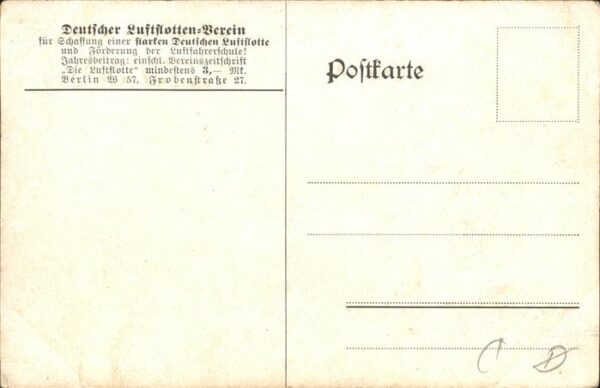 Deutscher Luftflotten-Verein
für Schaffung einer starken Deutschen Luftflotte
und Förderung der Luftfahrerschule!
Jahresbeitrag: einschl. Vereinszeitschrift
„Die Luftflotte“ mindestens 3,— Mk.
Berlin W 57, Frobenstraße 27.
Postkarte
C D